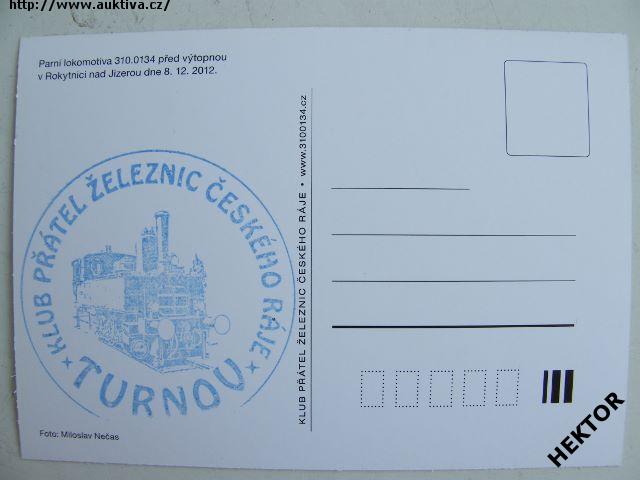 http://www.auktiva.cz/
Parní lokomotiva 310.0134 před výtopnou
v Rokytnici nad Jizerou dne 8. 12. 2012.
KLUB PŘÁTEL ŽELEZNIC ČESKÉHO RÁJE
TURNOV
Foto: Miloslav Nečas
KLUB PŘÁTEL ŽELEZNIC ČESKÉHO RÁJE • www.3100134.cz
HEKTOR